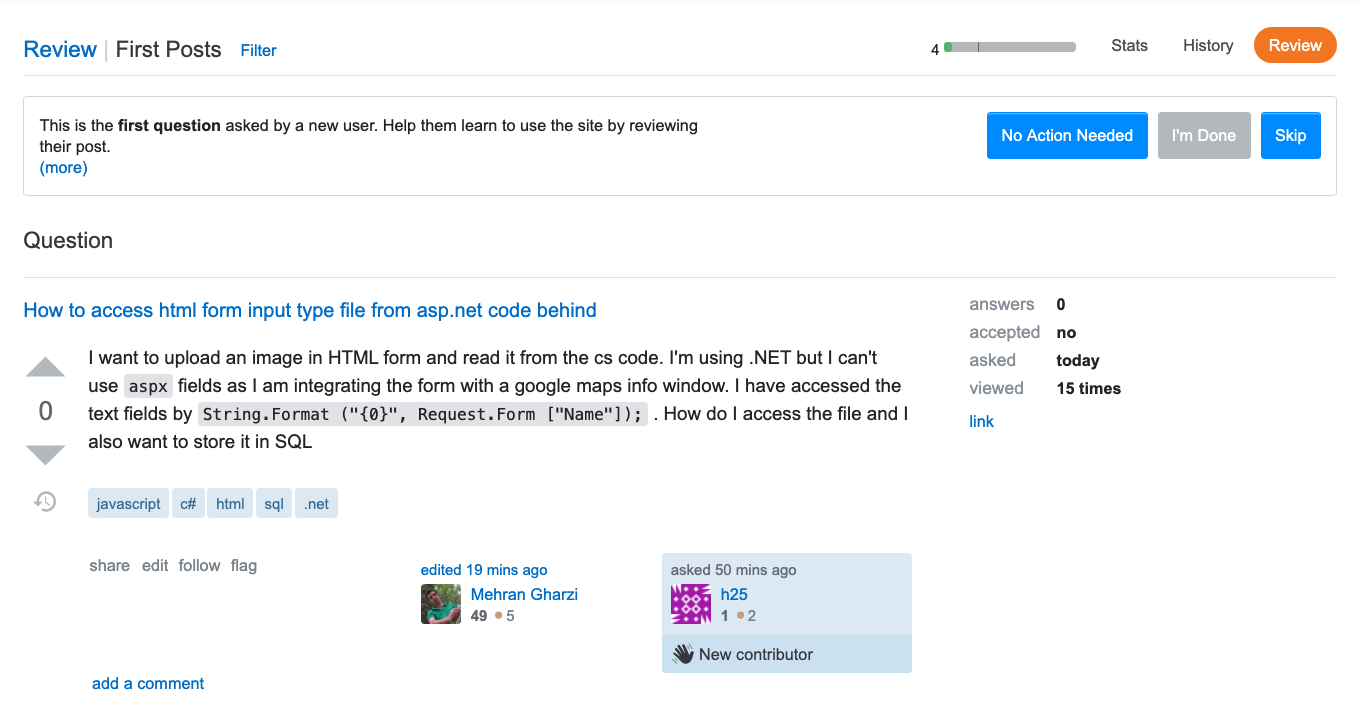 Review | First Posts Filter 4 Stats History Review
This is the first question asked by a new user. Help them learn to use the site by reviewing
their post.
(more)
No Action Needed I'm Done Skip
Question
How to access html form input type file from asp.net code behind
I want to upload an image in HTML form and read it from the cs code. I'm using .NET but I can't
use aspx fields as I am integrating the form with a google maps info window. I have accessed the
text fields by String.Format ("{0}", Request.Form ["Name"]); . How do I access the file and I
also want to store it in SQL
0
javascript c# html sql .net
share edit follow flag
edited 19 mins ago
Mehran Gharzi
49 5
asked 50 mins ago
h25
1 2
New contributor
add a comment
answers 0
accepted no
asked today
viewed 15 times
link